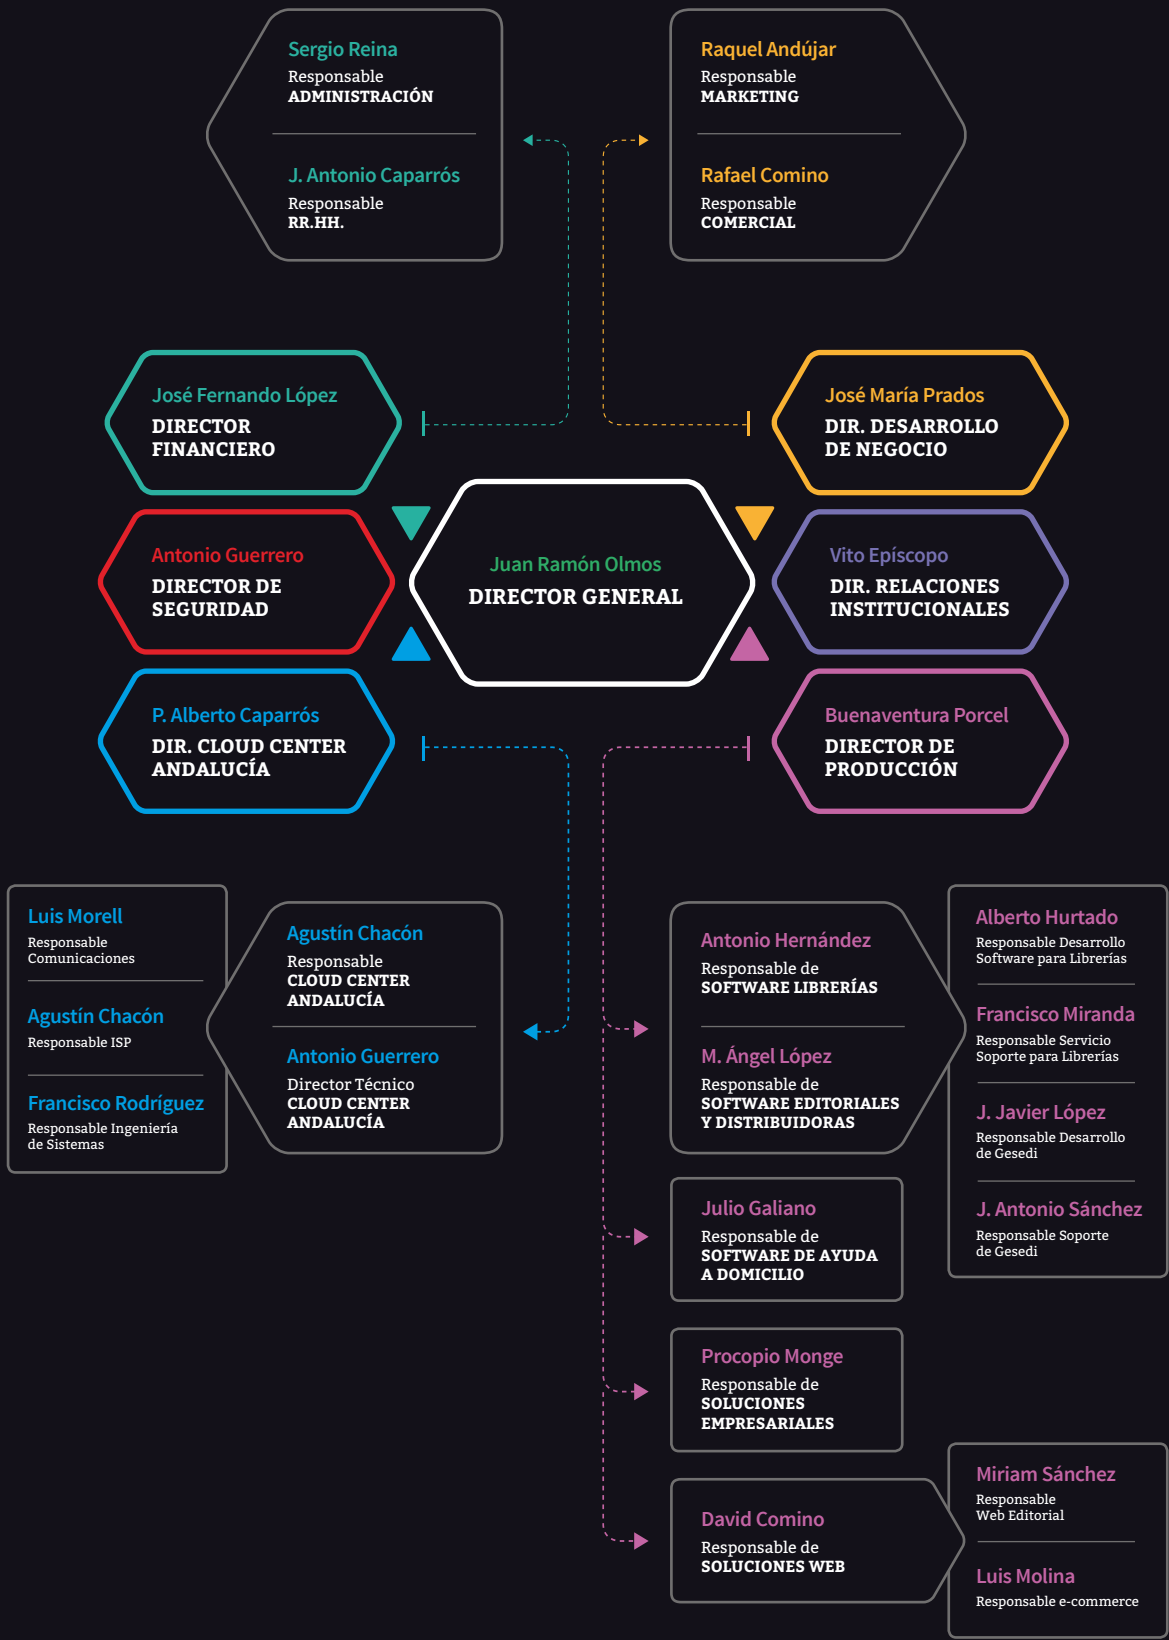 Sergio Reina
Responsable
ADMINISTRACIÓN
J. Antonio Caparrós
Responsable
RR.HH.
Raquel Andújar
Responsable
MARKETING
Rafael Comino
Responsable
COMERCIAL
José Fernando López
DIRECTOR
FINANCIERO
José María Prados
DIR. DESARROLLO
DE NEGOCIO
Antonio Guerrero
DIRECTOR DE
SEGURIDAD
Juan Ramón Olmos
DIRECTOR GENERAL
Vito Epíscopo
DIR. RELACIONES
INSTITUCIONALES
P. Alberto Caparrós
DIR. CLOUD CENTER
ANDALUCÍA
Buenaventura Porcel
DIRECTOR DE
PRODUCCIÓN
Luis Morell
Responsable
Comunicaciones
Agustín Chacón
Responsable ISP
Francisco Rodríguez
Responsable Ingeniería
de Sistemas
Agustín Chacón
Responsable
CLOUD CENTER
ANDALUCÍA
Antonio Guerrero
Director Técnico
CLOUD CENTER
ANDALUCÍA
Antonio Hernández
Responsable de
SOFTWARE LIBRERÍAS
M. Ángel López
Responsable de
SOFTWARE EDITORIALES
Y DISTRIBUIDORAS
Alberto Hurtado
Responsable Desarrollo
Software para Librerías
Francisco Miranda
Responsable Servicio
Soporte para Librerías
J. Javier López
Responsable Desarrollo
de Gesedi
J. Antonio Sánchez
Responsable Soporte
de Gesedi
Julio Galiano
Responsable de
SOFTWARE DE AYUDA
A DOMICILIO
Procopio Monge
Responsable de
SOLUCIONES
EMPRESARIALES
David Comino
Responsable de
SOLUCIONES WEB
Miriam Sánchez
Responsable
Web Editorial
Luis Molina
Responsable e-commerce